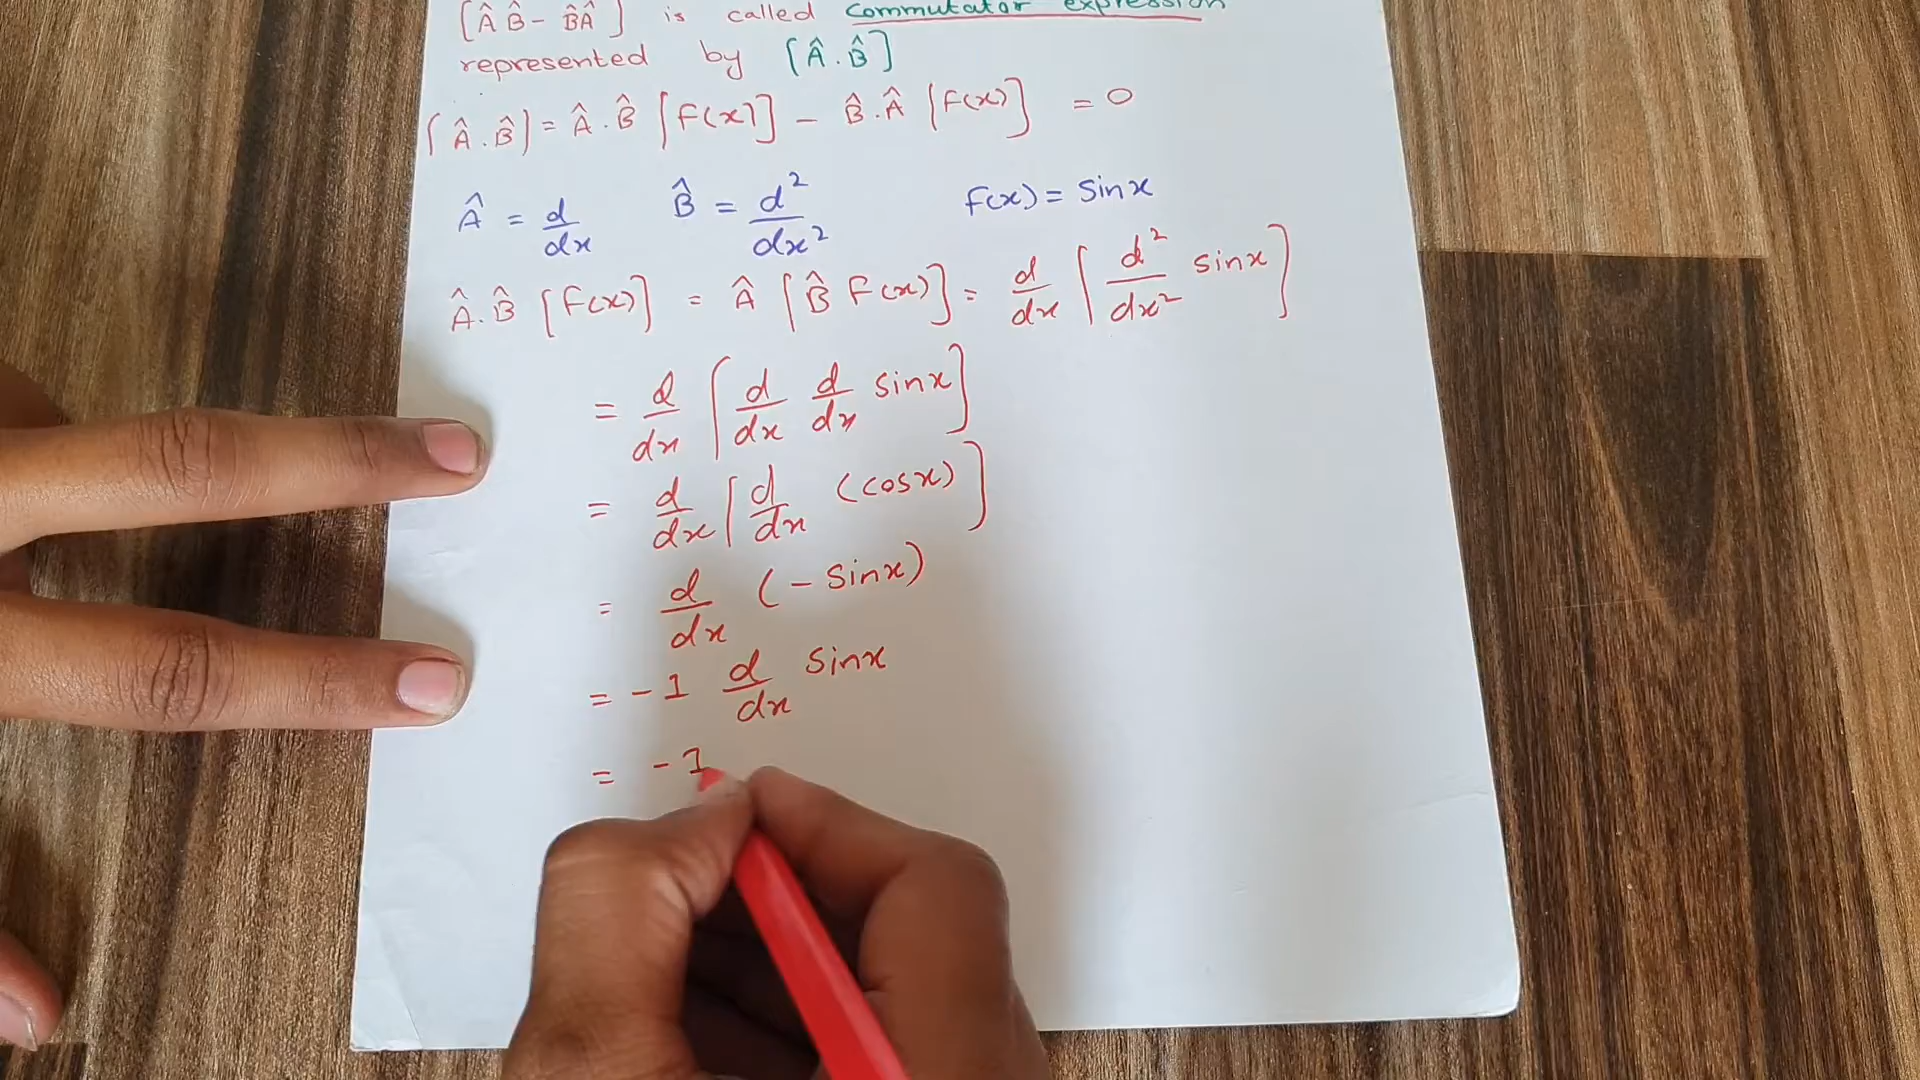 [Â B̂ - B̂Â] is called commutator expression
represented by [Â . B̂]
[Â . B̂] = Â . B̂ [F(x)] - B̂ . Â [F(x)] = 0
Â = d/dx B̂ = d²/dx² F(x) = sinx
Â . B̂ [F(x)] = Â [B̂ F(x)] = d/dx [d²/dx² sinx]
= d/dx [d/dx d/dx sinx]
= d/dx [d/dx (cosx)]
= d/dx (- sinx)
= -1 d/dx sinx
= -1